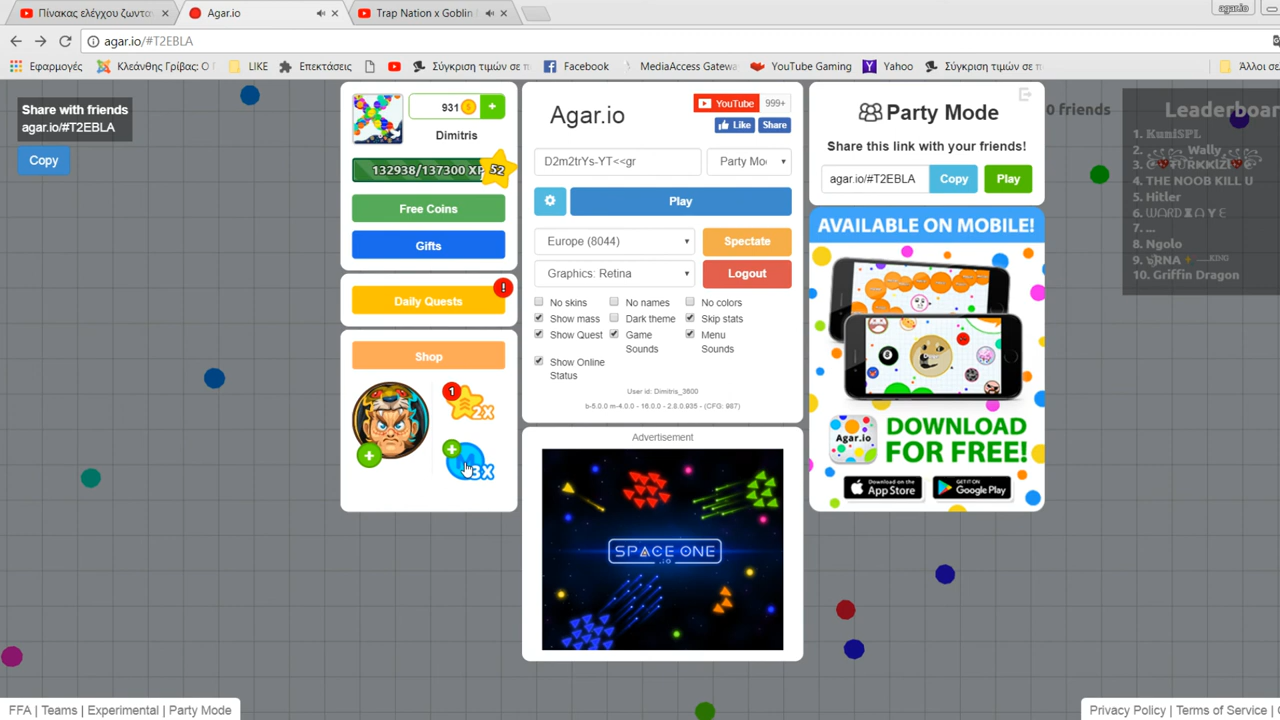 Πίνακας ελέγχου ζωντα
Agar.io
Trap Nation x Goblin
agar.io
agar.io/#T2EBLA
Εφαρμογές
Κλεάνθης Γρίβας: Ο
LIKE
Επεκτάσεις
Σύγκριση τιμών σε π
Facebook
MediaAccess Gatewa
YouTube Gaming
Yahoo
Σύγκριση τιμών σε π
Άλλοι σε
Share with friends
agar.io/#T2EBLA
Copy
931
Dimitris
132938/137300 XP
52
Free Coins
Gifts
Daily Quests
!
Shop
1
2X
3X
Agar.io
YouTube 999+
Like Share
D2m2trYs-YT<<gr
Party Mo
Play
Europe (8044)
Spectate
Graphics: Retina
Logout
No skins No names No colors
Show mass Dark theme Skip stats
Show Quest Game Sounds Menu Sounds
Show Online Status
User id: Dimitris_3600
b-5.0.0 m-4.0.0 - 16.0.0 - 2.8.0.935 - (CFG: 987)
Advertisement
SPACE ONE
.io
Party Mode
Share this link with your friends!
agar.io/#T2EBLA
Copy
Play
AVAILABLE ON MOBILE!
8
Agar.io
DOWNLOAD
FOR FREE!
Download on the
App Store
GET IT ON
Google Play
0 friends
Leaderboar
1. KuniSPL
2. Wally
4. THE NOOB KILL U
5. Hitler
7. ...
8. Ngolo
10. Griffin Dragon
FFA | Teams | Experimental | Party Mode
Privacy Policy | Terms of Service |